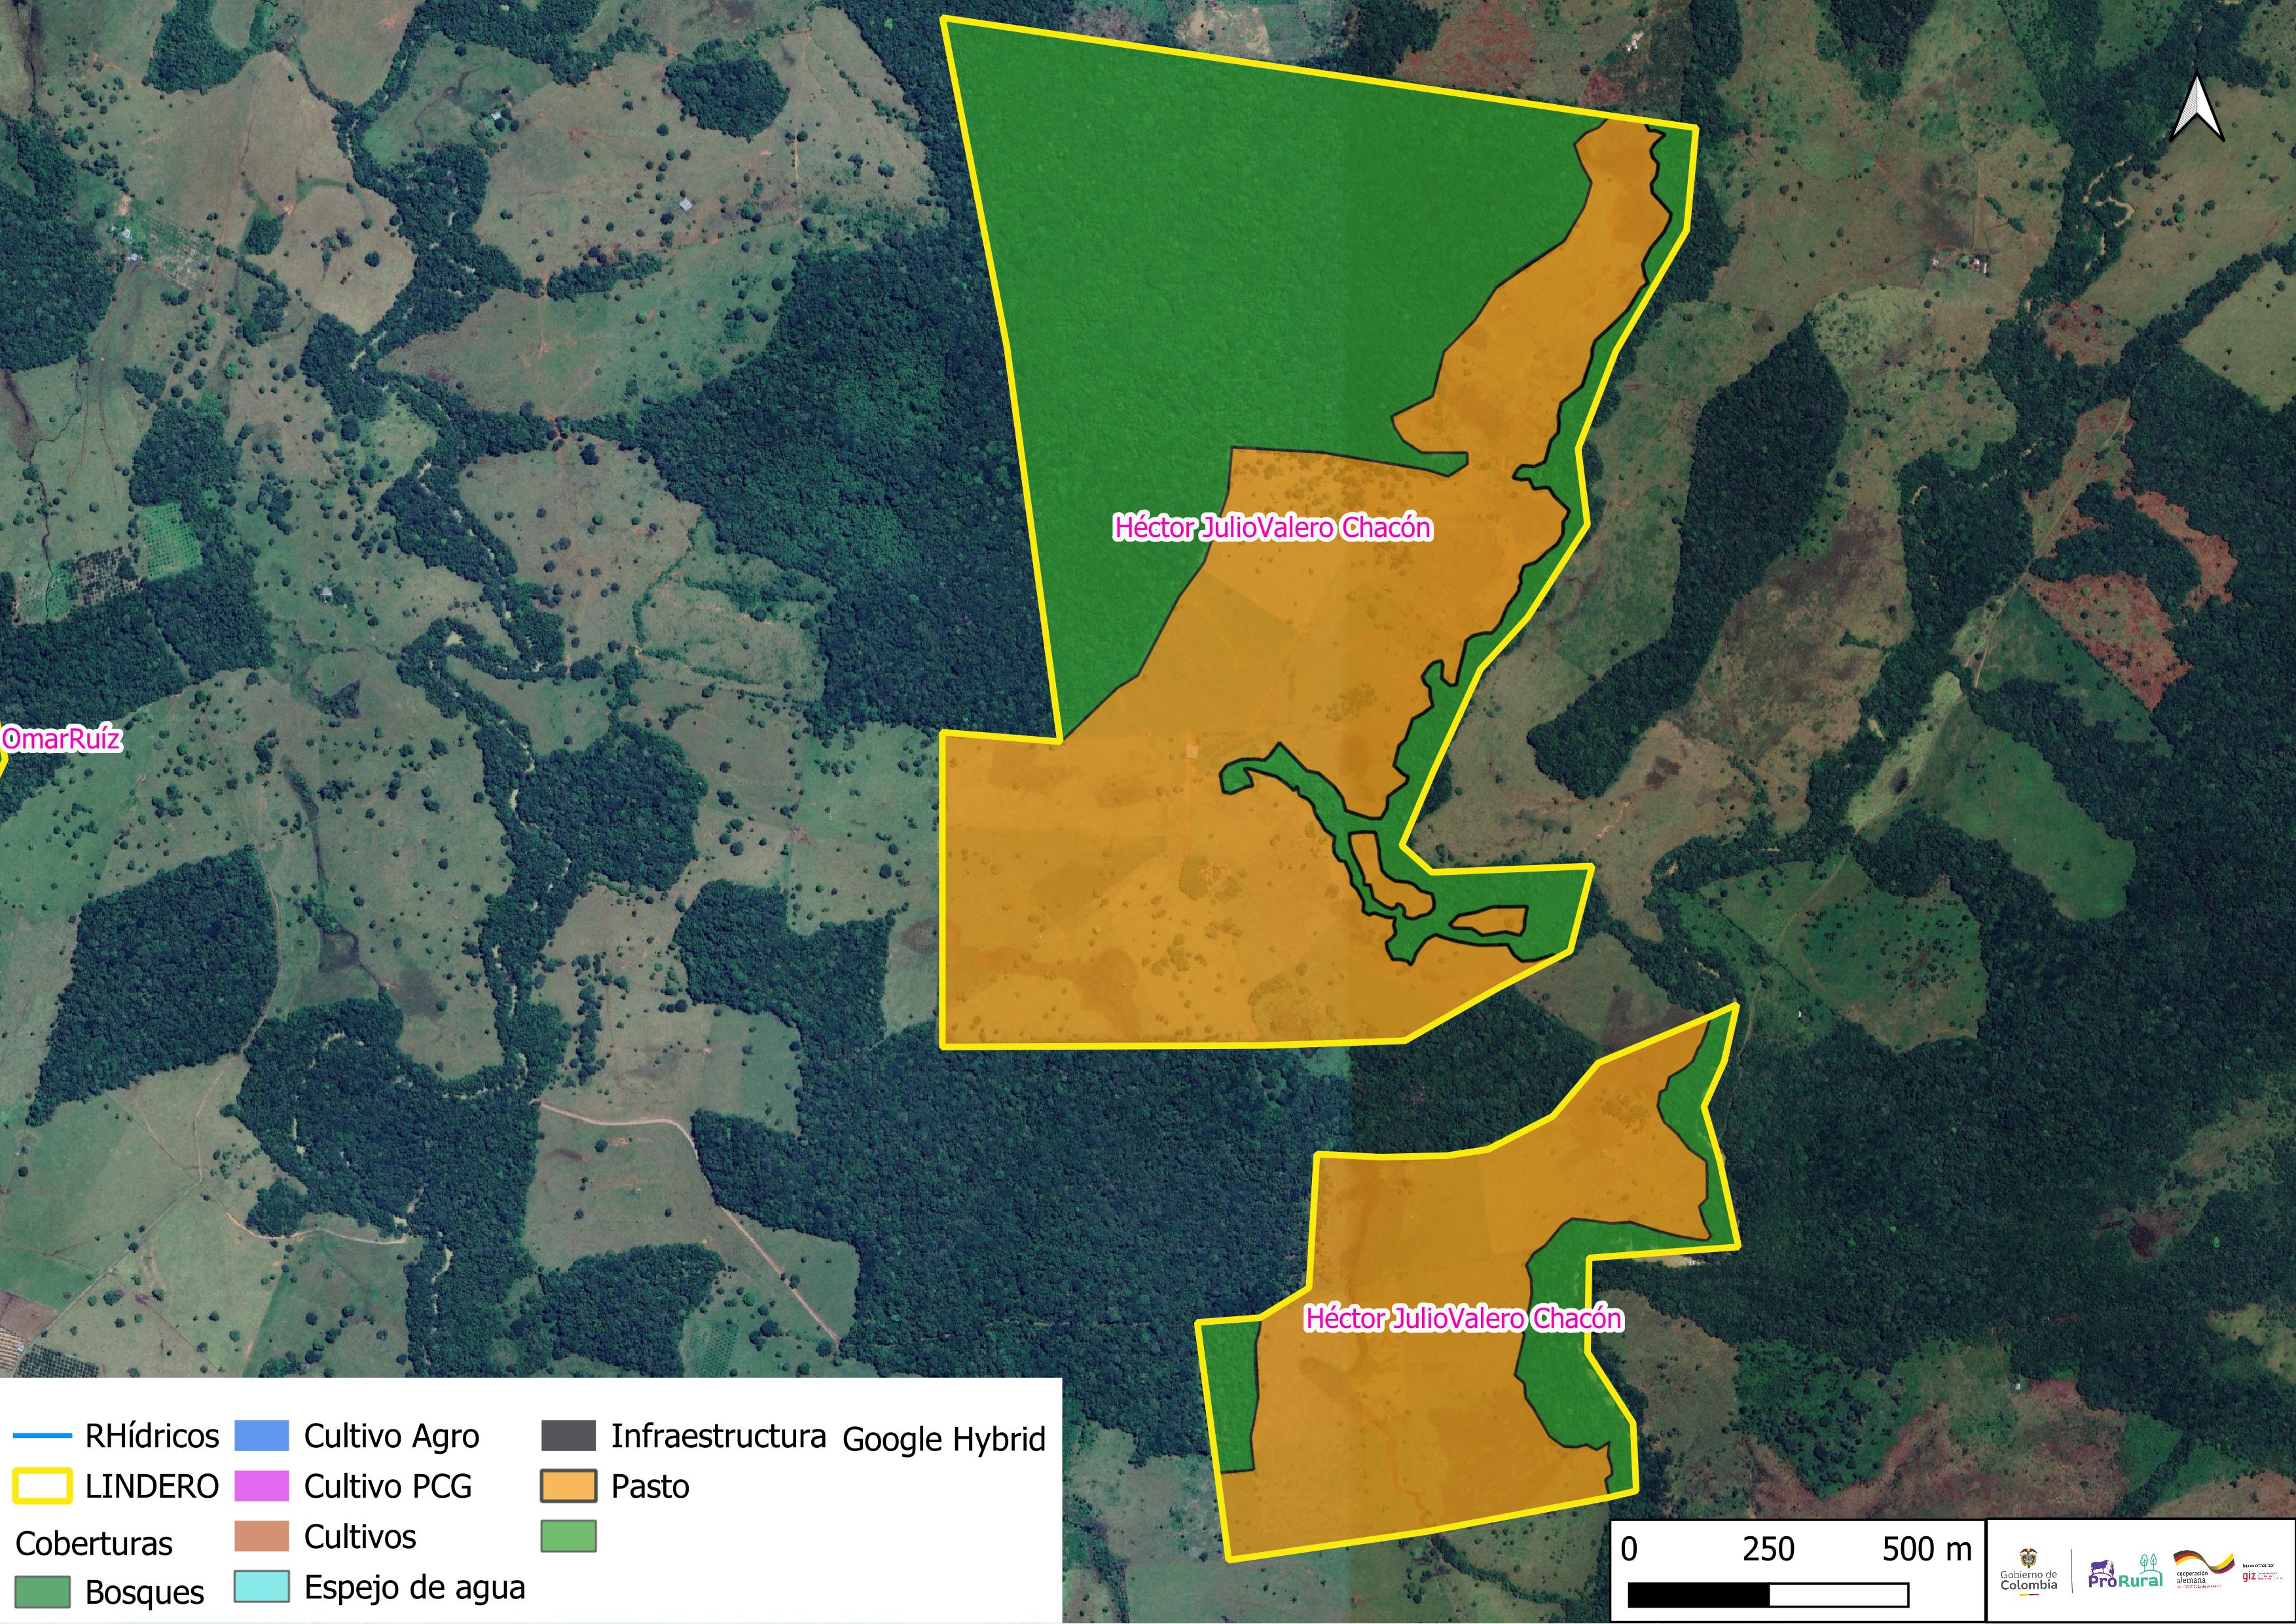 Héctor JulioValero Chacón
OmarRuíz
Héctor JulioValero Chacón
RHídricos
LINDERO
Coberturas
Bosques
Cultivo Agro
Cultivo PCG
Cultivos
Espejo de agua
Infraestructura
Pasto
Google Hybrid
0 250 500 m
Gobierno de
Colombia
ProRural
cooperación
alemana
giz